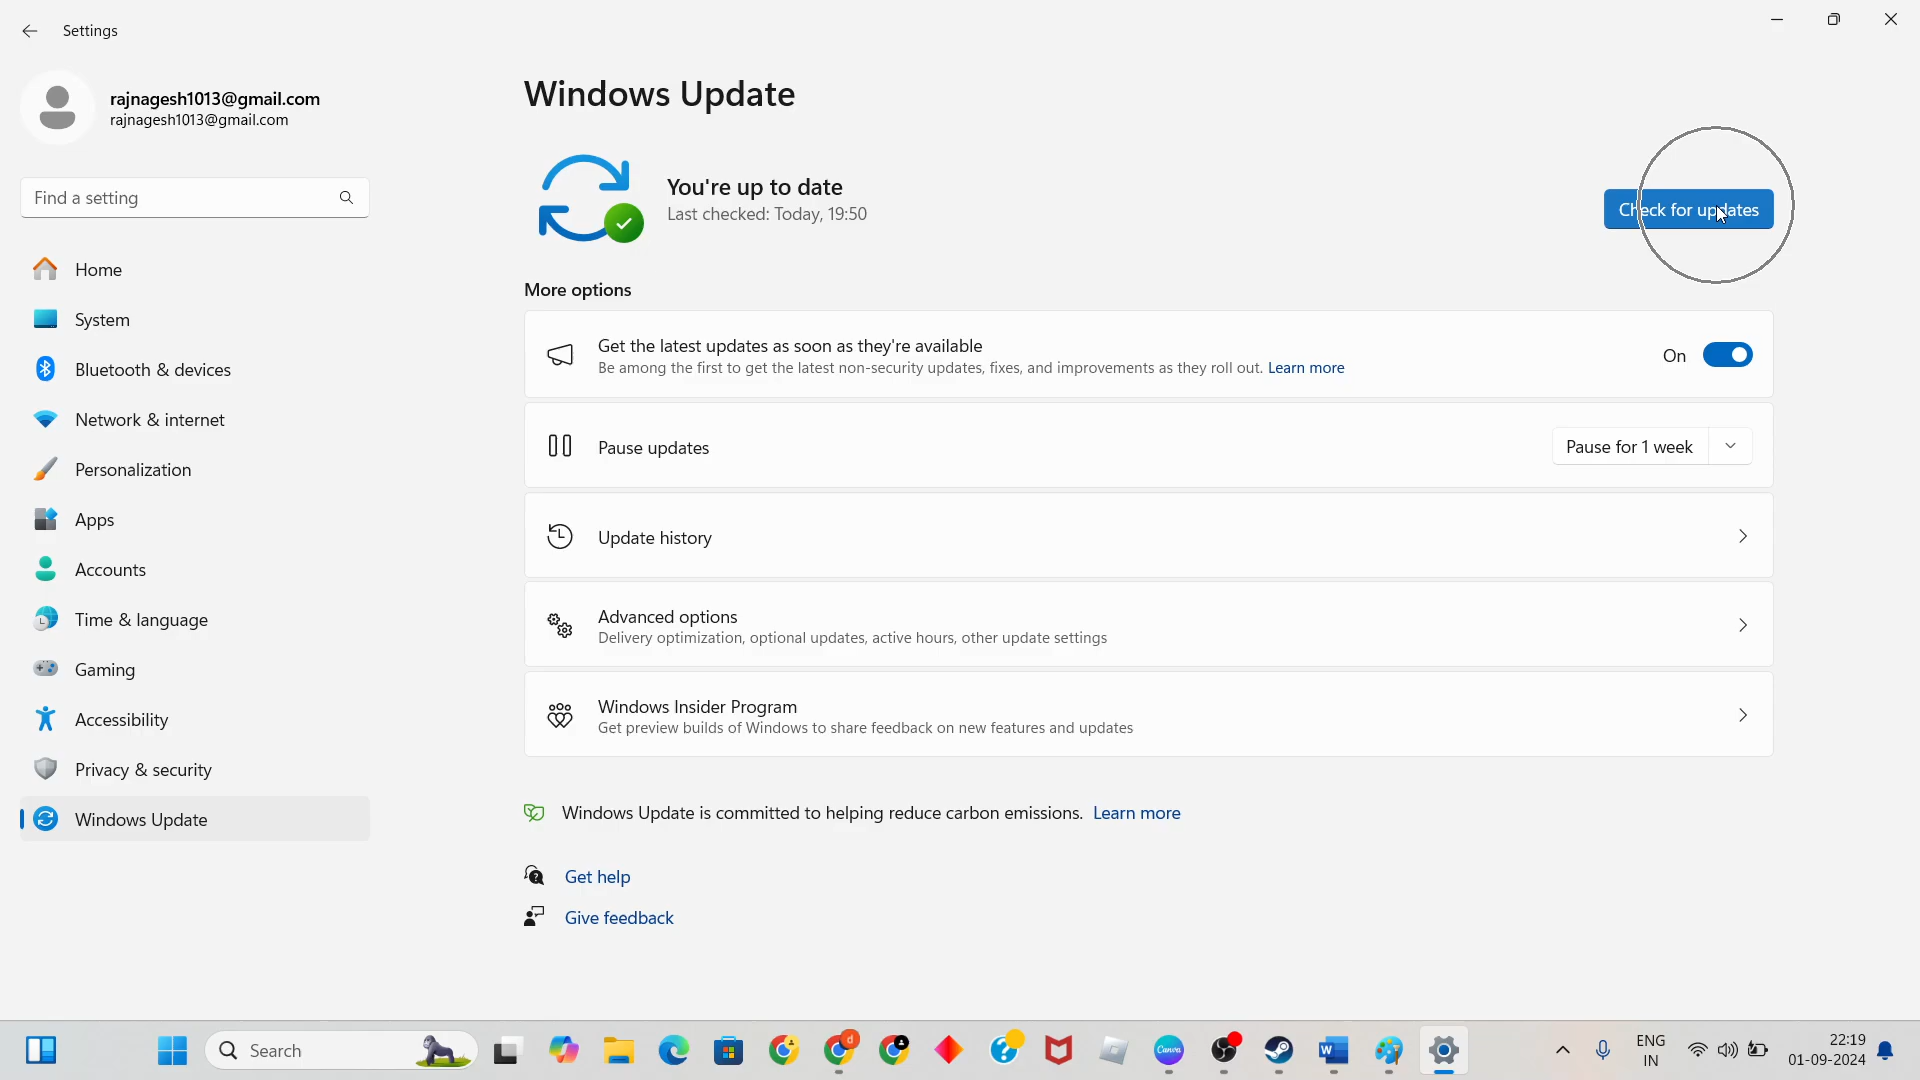 Settings
rajnagesh1013@gmail.com
rajnagesh1013@gmail.com
Find a setting
Home
System
Bluetooth & devices
Network & internet
Personalization
Apps
Accounts
Time & language
Gaming
Accessibility
Privacy & security
Windows Update
Windows Update
You're up to date
Last checked: Today, 19:50
Check for updates
More options
Get the latest updates as soon as they're available
Be among the first to get the latest non-security updates, fixes, and improvements as they roll out. Learn more
On
Pause updates
Pause for 1 week
Update history
Advanced options
Delivery optimization, optional updates, active hours, other update settings
Windows Insider Program
Get preview builds of Windows to share feedback on new features and updates
Windows Update is committed to helping reduce carbon emissions. Learn more
Get help
Give feedback
Search
d
Canva
W
ENG
IN
22:19
01-09-2024